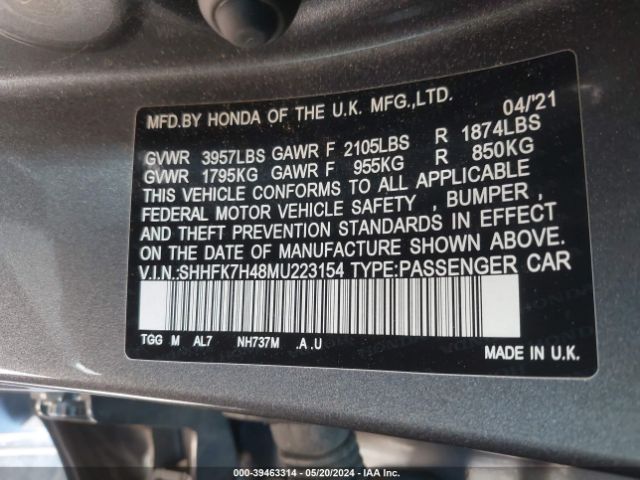 MFD.BY HONDA OF THE U.K. MFG.,LTD. 04/'21
GVWR 3957LBS GAWR F 2105LBS R 1874LBS
GVWR 1795KG GAWR F 955KG R 850KG
THIS VEHICLE CONFORMS TO ALL APPLICABLE
FEDERAL MOTOR VEHICLE SAFETY , BUMPER ,
AND THEFT PREVENTION STANDARDS IN EFFECT
ON THE DATE OF MANUFACTURE SHOWN ABOVE.
V.I.N.:SHHFK7H48MU223154 TYPE:PASSENGER CAR
TGG M AL7 NH737M .A .U
MADE IN U.K.
000-39463314 - 05/20/2024 - IAA Inc.